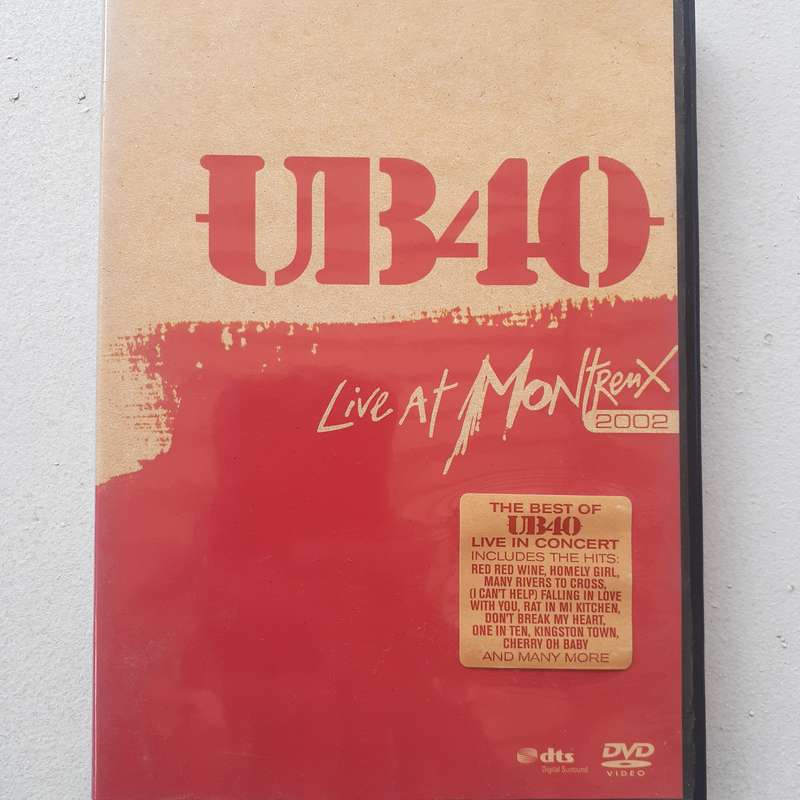 UB40
Live At Montreux
2002
THE BEST OF
UB40
LIVE IN CONCERT
INCLUDES THE HITS:
RED RED WINE, HOMELY GIRL,
MANY RIVERS TO CROSS,
(I CAN'T HELP) FALLING IN LOVE
WITH YOU, RAT IN MI KITCHEN,
DON'T BREAK MY HEART,
ONE IN TEN, KINGSTON TOWN,
CHERRY OH BABY
AND MANY MORE
dts
Digital Surround
DVD
VIDEO